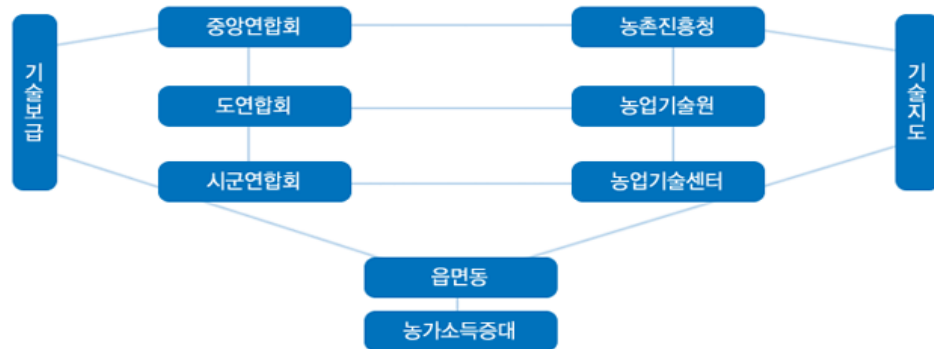 중앙연합회
농촌진흥청
기술보급
기술지도
도연합회
농업기술원
시군연합회
농업기술센터
읍면동
농가소득증대